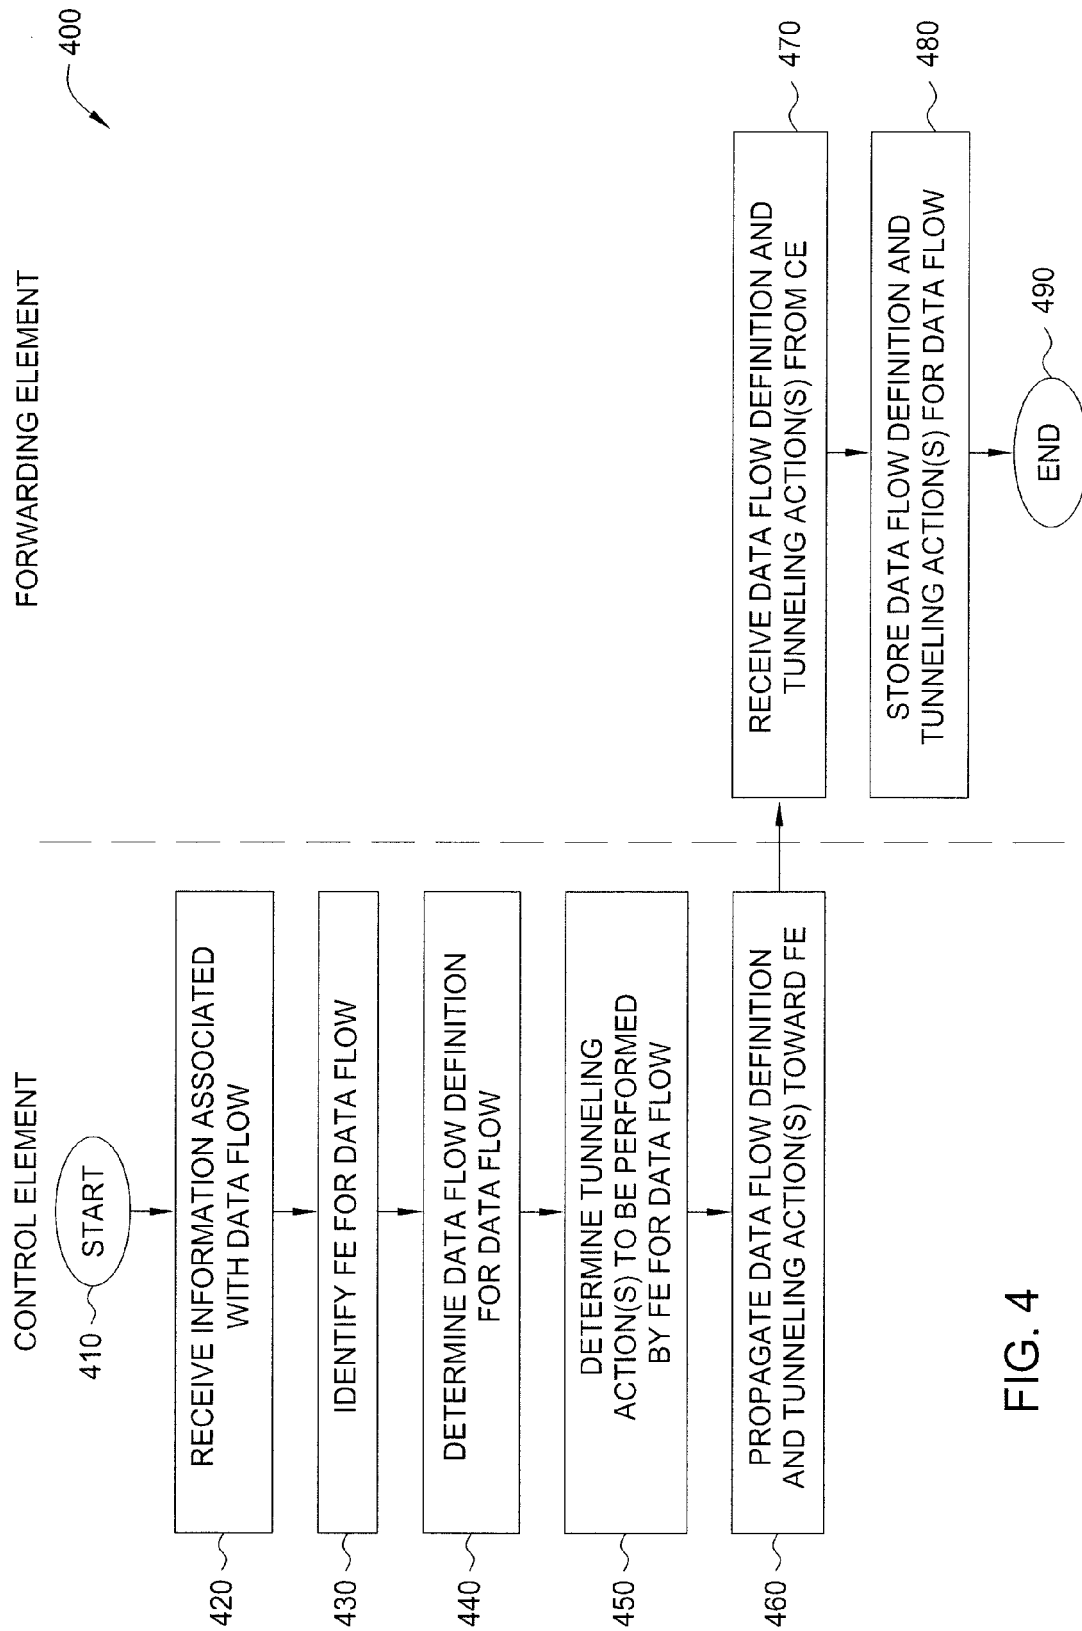 400
CONTROL ELEMENT
FORWARDING ELEMENT
410
START
420
RECEIVE INFORMATION ASSOCIATED
WITH DATA FLOW
430
IDENTIFY FE FOR DATA FLOW
440
DETERMINE DATA FLOW DEFINITION
FOR DATA FLOW
450
DETERMINE TUNNELING
ACTION(S) TO BE PERFORMED
BY FE FOR DATA FLOW
460
PROPAGATE DATA FLOW DEFINITION
AND TUNNELING ACTION(S) TOWARD FE
470
RECEIVE DATA FLOW DEFINITION AND
TUNNELING ACTION(S) FROM CE
480
STORE DATA FLOW DEFINITION AND
TUNNELING ACTION(S) FOR DATA FLOW
490
END
FIG. 4